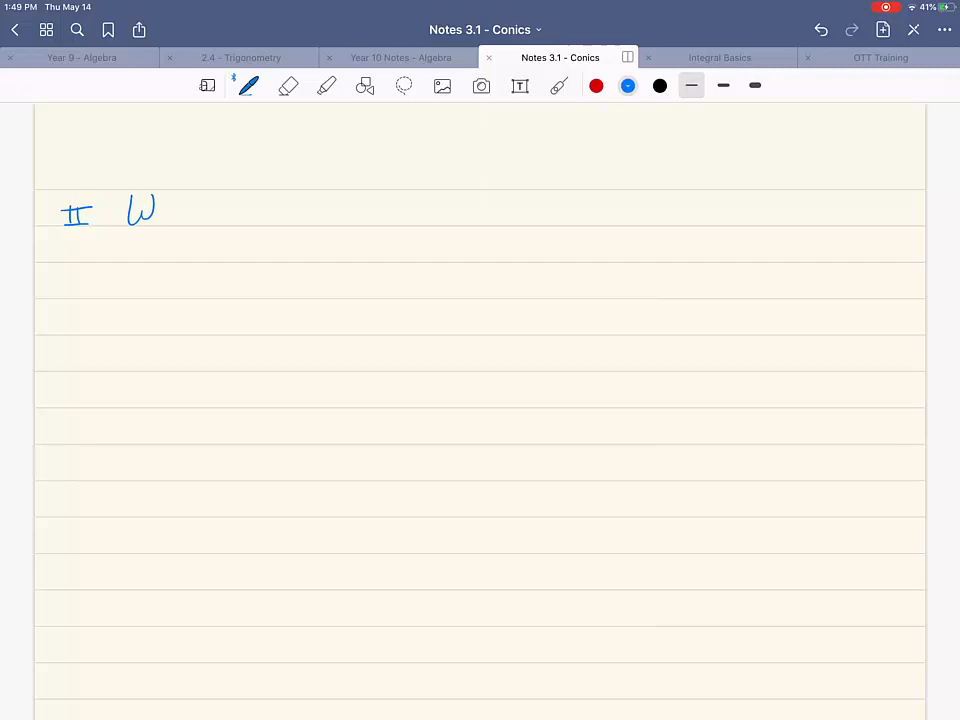 1:49 PM Thu May 14
41%
Notes 3.1 - Conics
Year 9 - Algebra
2.4 - Trigonometry
Year 10 Notes - Algebra
Notes 3.1 - Conics
Integral Basics
OTT Training
T
II W